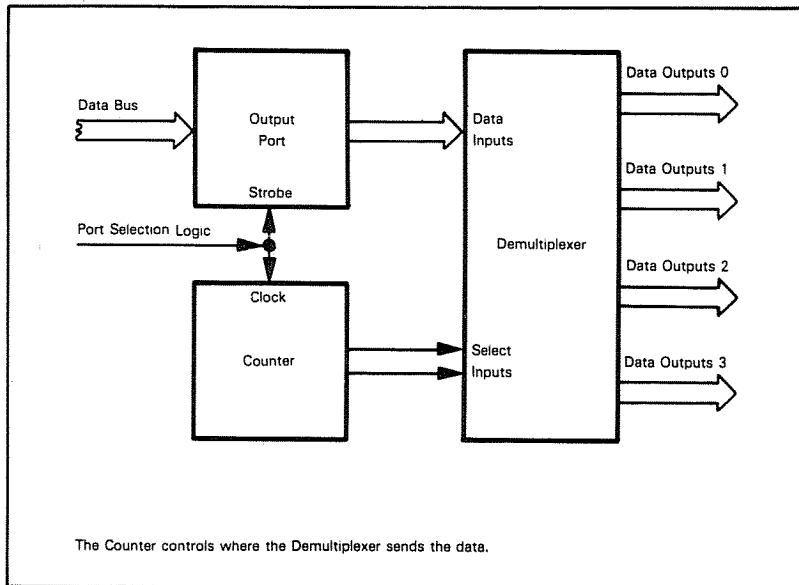 Data Bus
Output
Port
Strobe
Port Selection Logic
Clock
Counter
Data
Inputs
Demultiplexer
Select
Inputs
Data Outputs 0
Data Outputs 1
Data Outputs 2
Data Outputs 3
The Counter controls where the Demultiplexer sends the data.